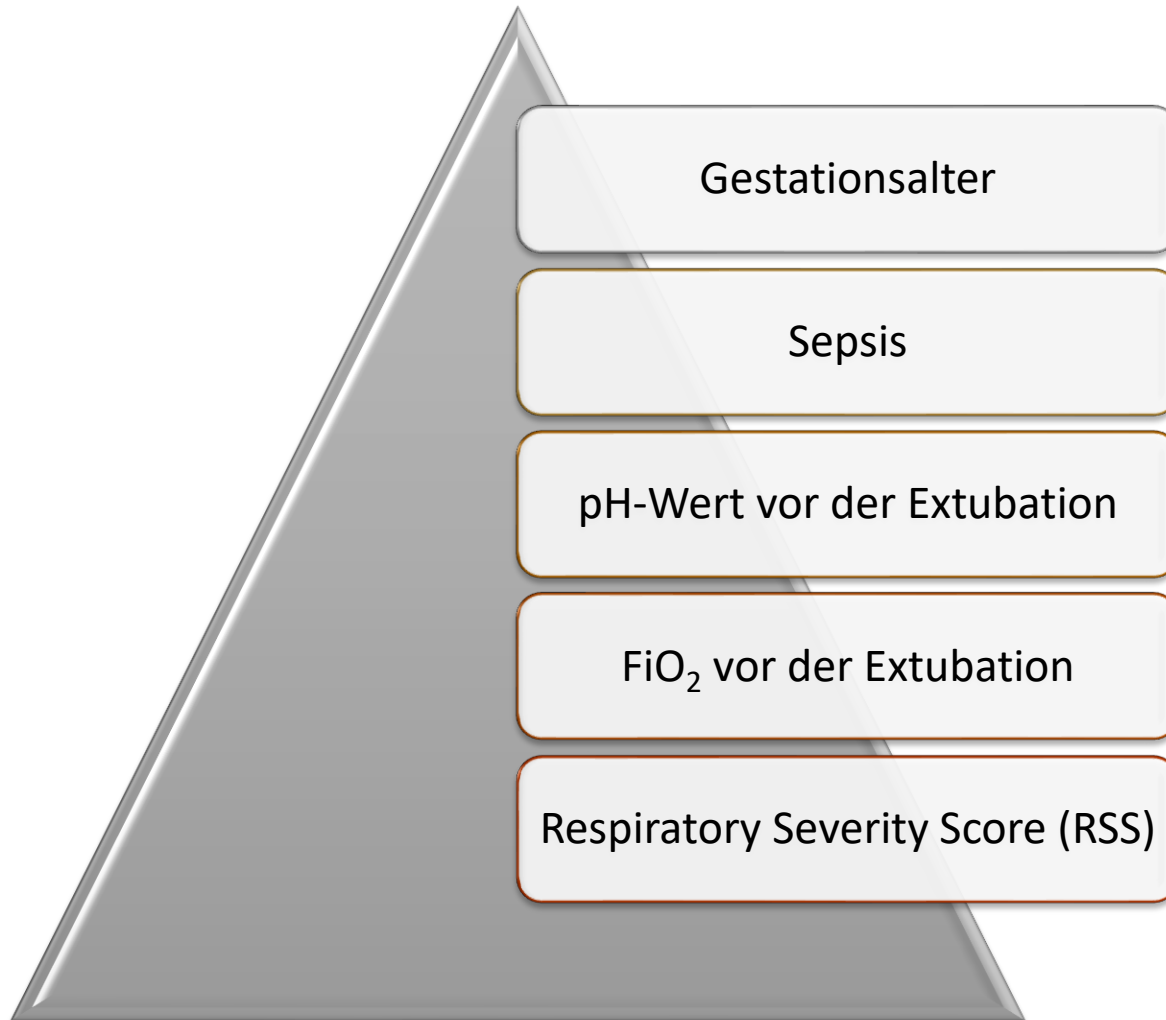 Gestationsalter
Sepsis
pH-Wert vor der Extubation
FiO₂ vor der Extubation
Respiratory Severity Score (RSS)